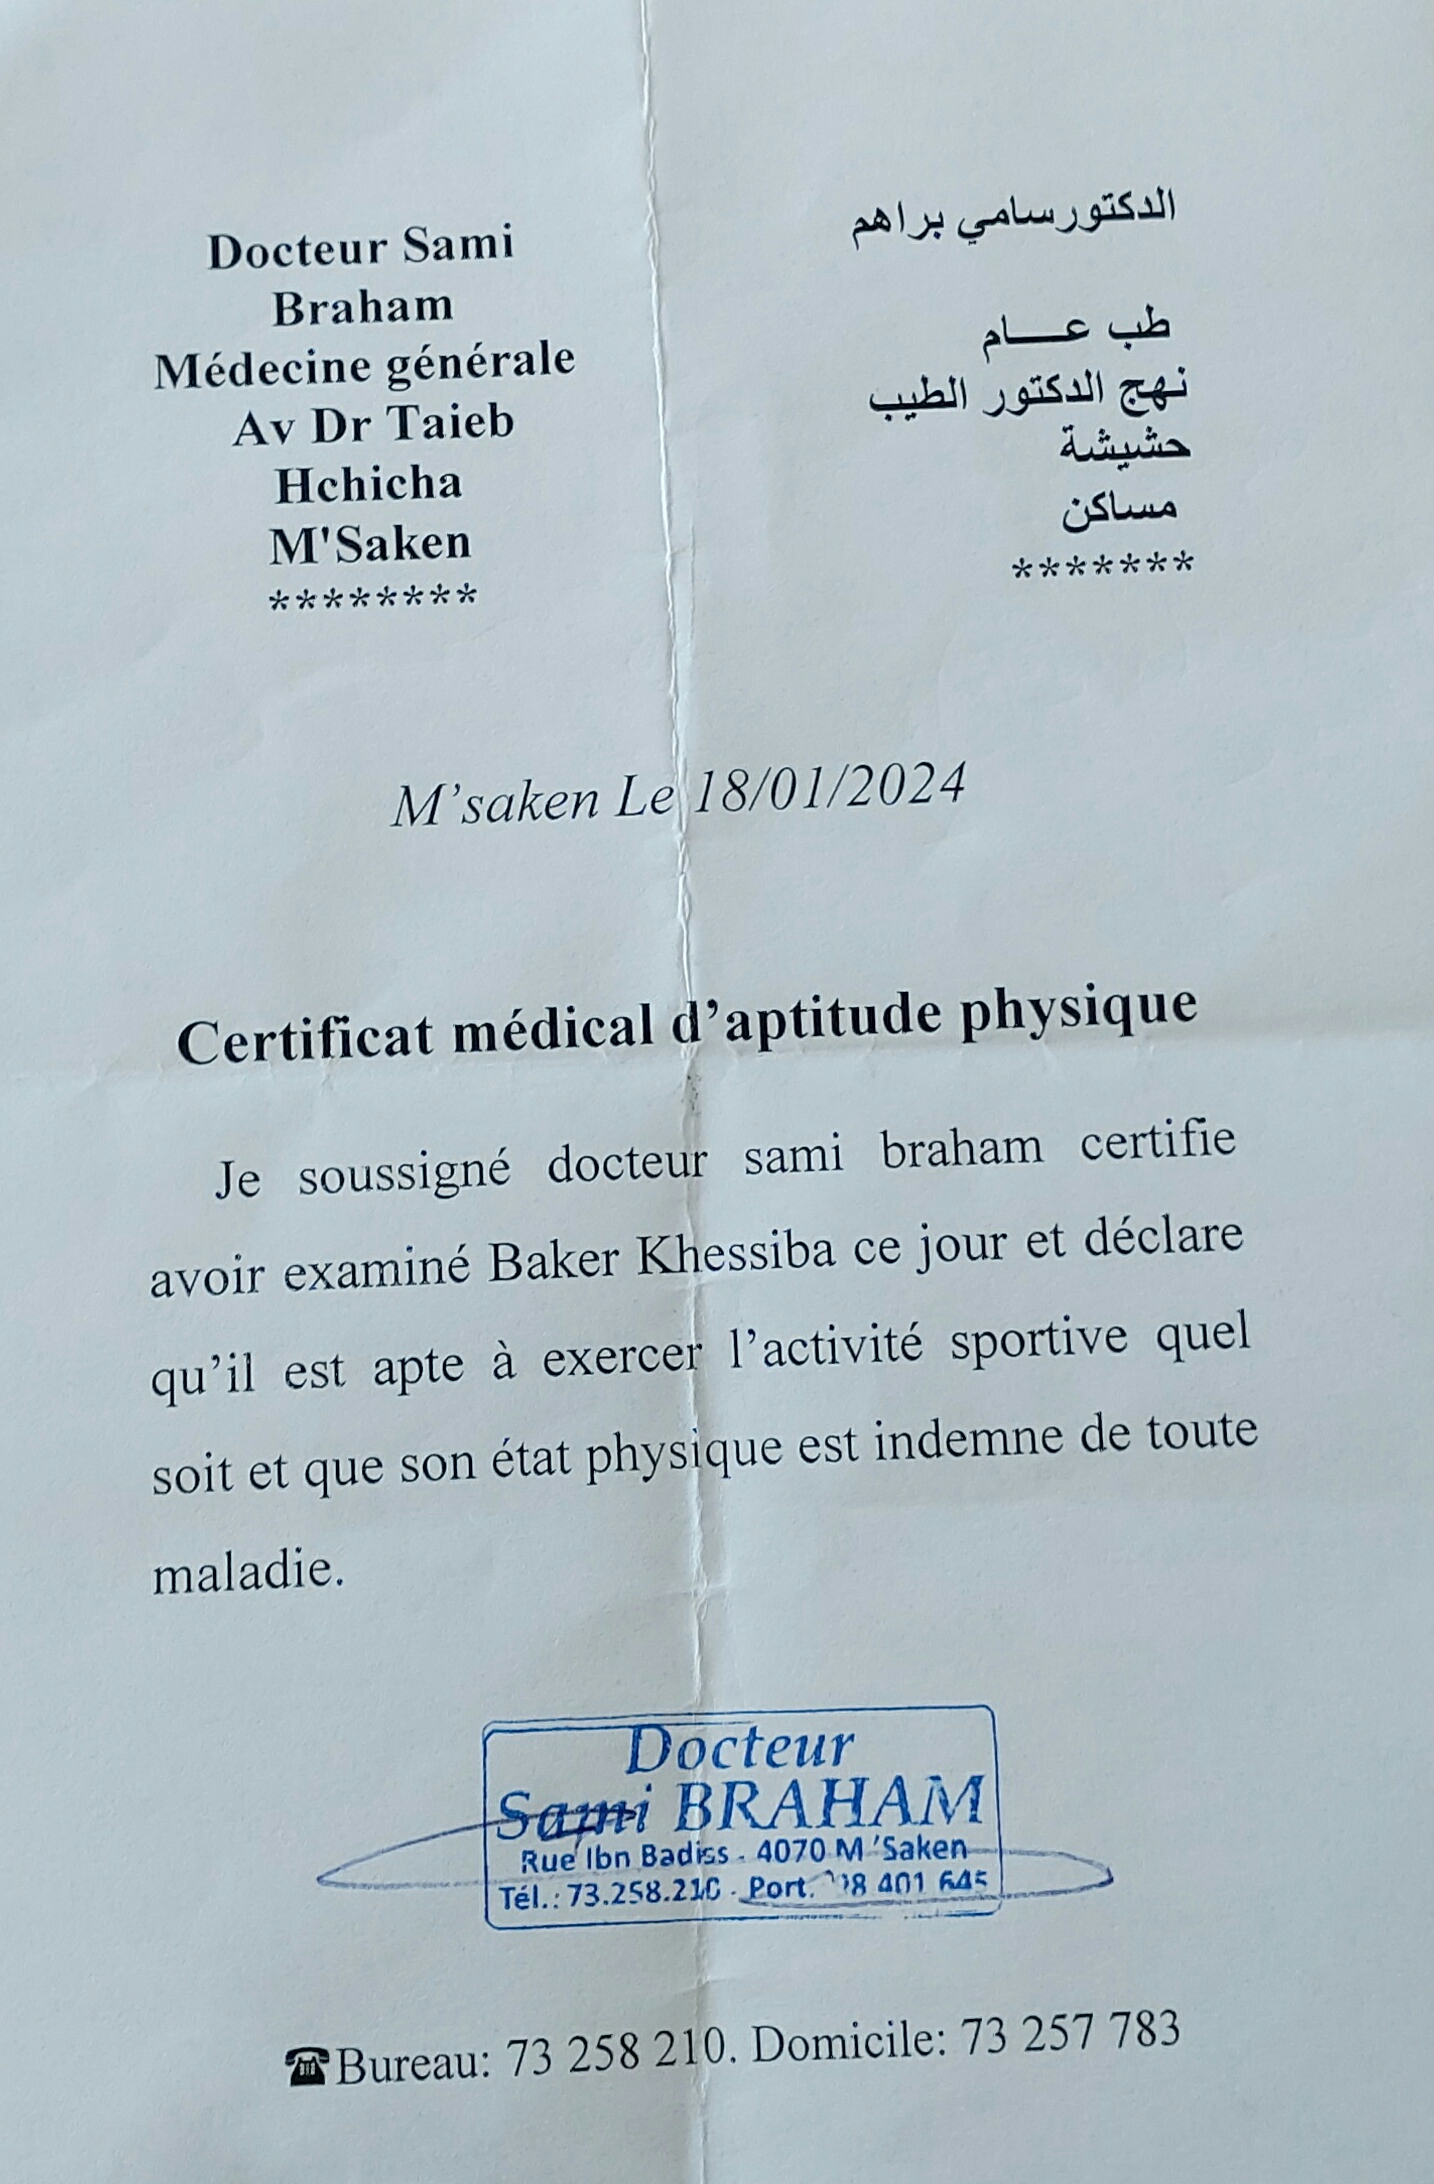 Docteur Sami
Braham
Médecine générale
Av Dr Taieb
Hchicha
M'Saken
********
الدكتورسامي براهم
طب عـــام
نهج الدكتور الطيب
حشيشة
مساكن
*******
M’saken Le 18/01/2024
Certificat médical d’aptitude physique
Je soussigné docteur sami braham certifie
avoir examiné Baker Khessiba ce jour et déclare
qu’il est apte à exercer l’activité sportive quel
soit et que son état physique est indemne de toute
maladie.
Docteur
Sami BRAHAM
Rue Ibn Badiss - 4070 M'Saken
Tél.: 73.258.210 - Port. 401 645
☎Bureau: 73 258 210. Domicile: 73 257 783